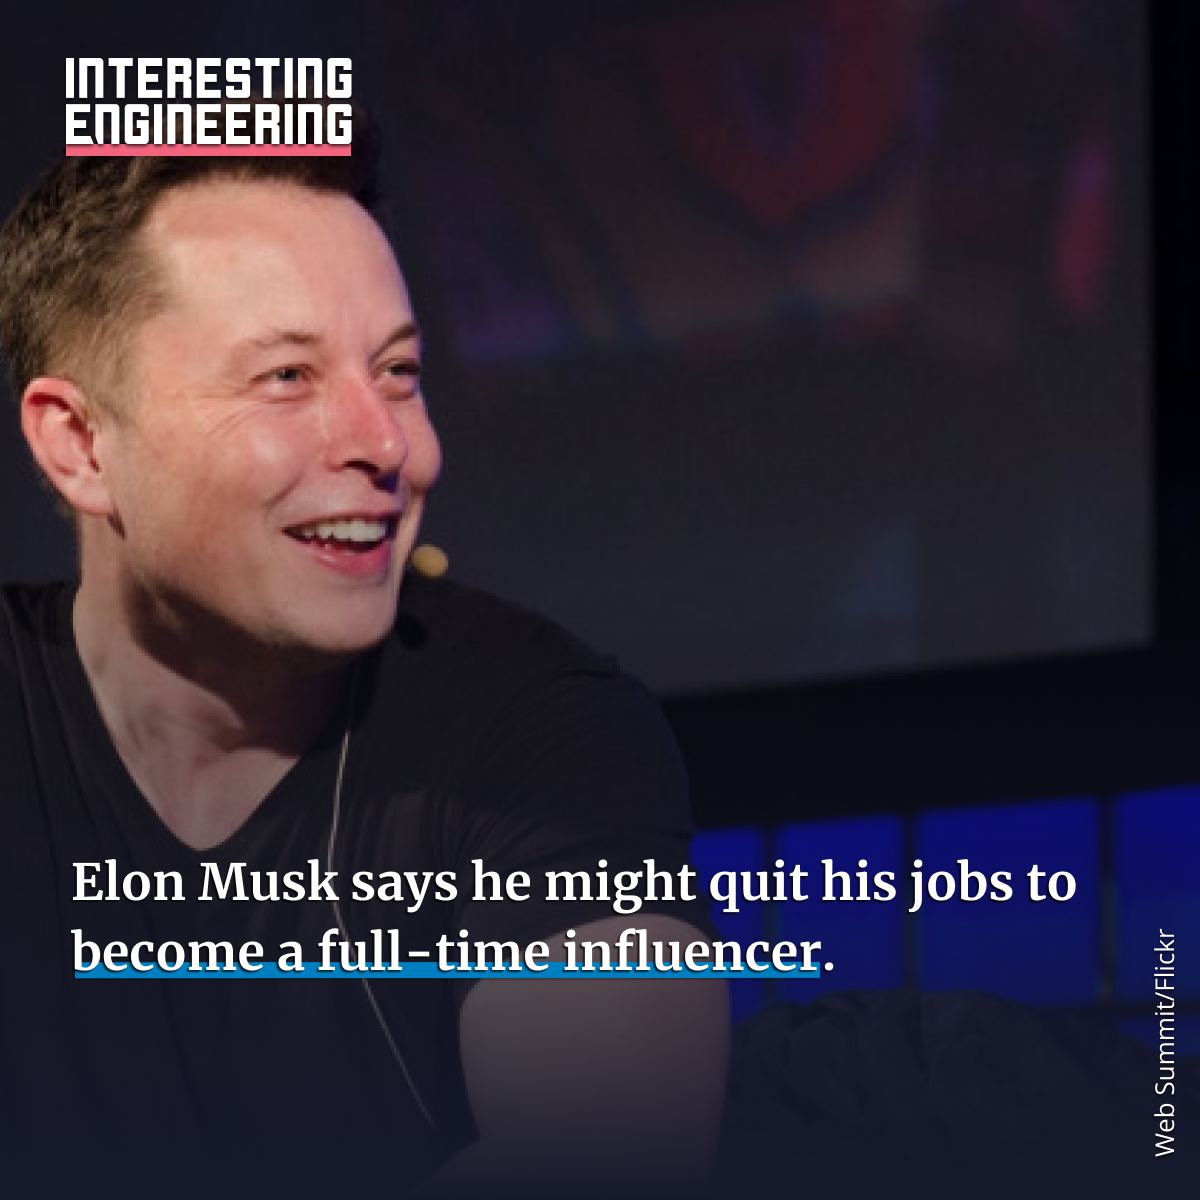 INTERESTING
ENGINEERING
Elon Musk says he might quit his jobs to
become a full-time influencer.
Web Summit/Flickr